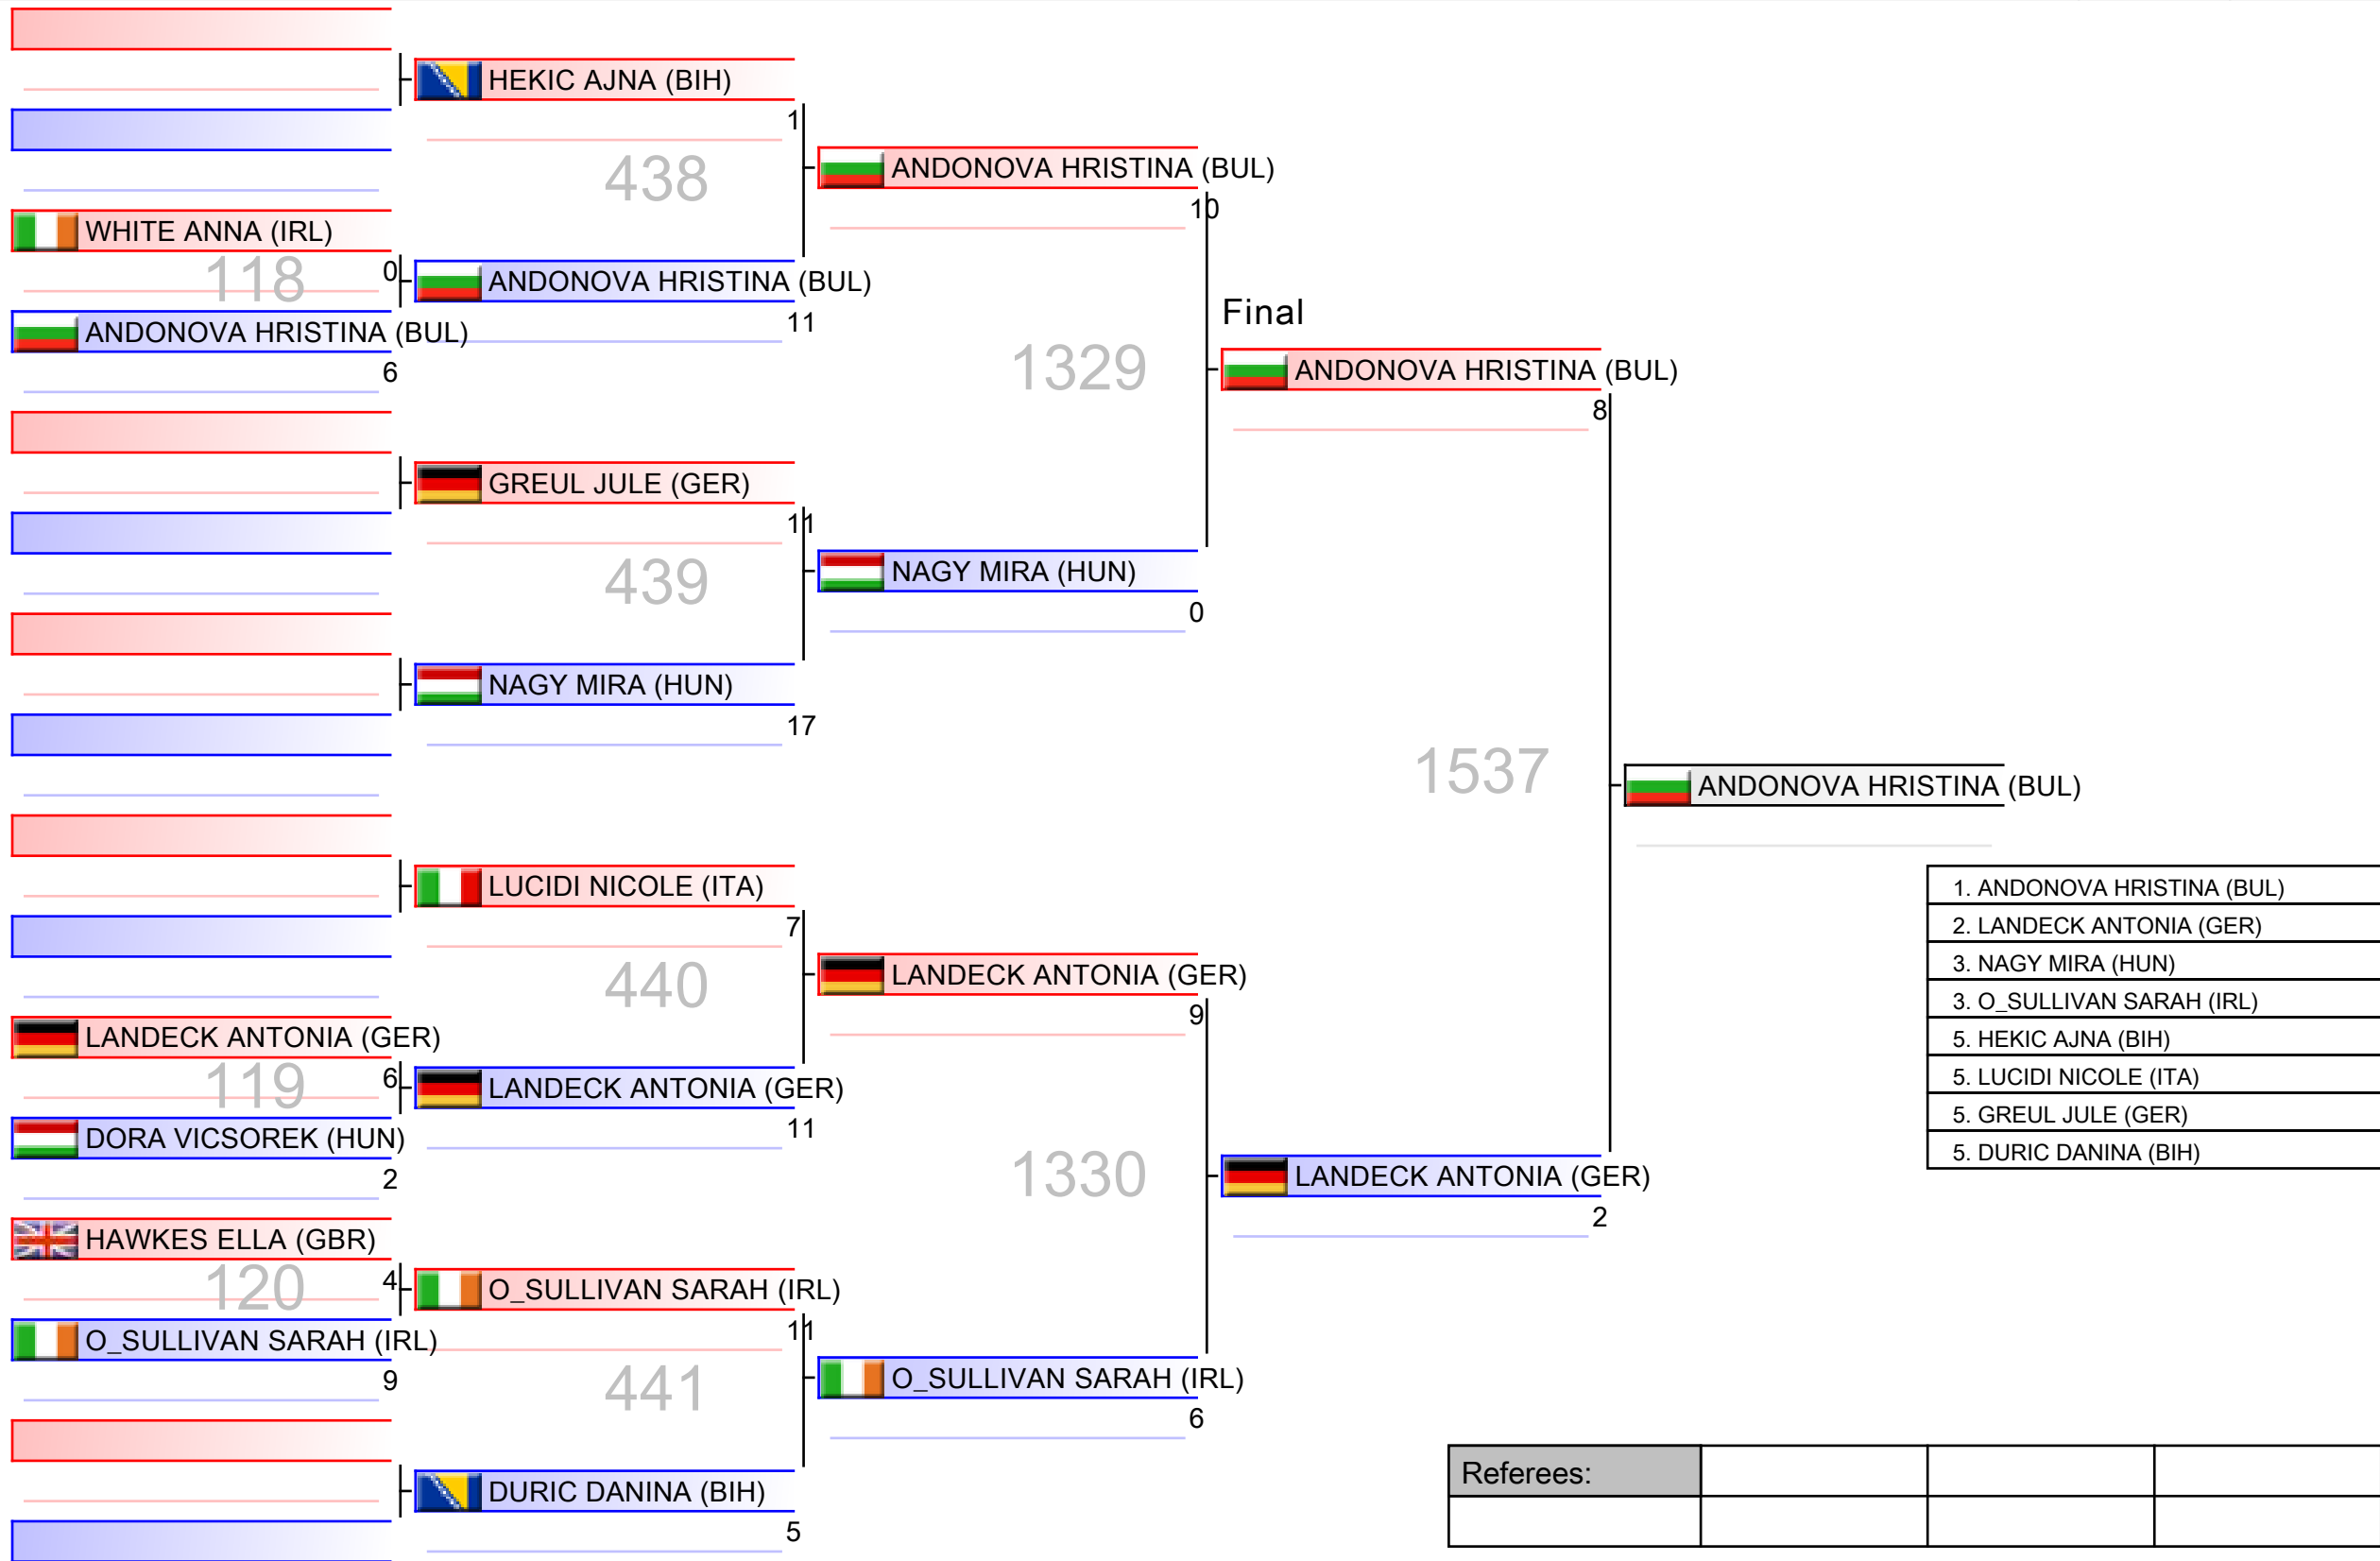 HEKIC AJNA (BIH)
1
438
ANDONOVA HRISTINA (BUL)
10
WHITE ANNA (IRL)
118
0
ANDONOVA HRISTINA (BUL)
11
ANDONOVA HRISTINA (BUL)
6
Final
1329
ANDONOVA HRISTINA (BUL)
8
GREUL JULE (GER)
11
439
NAGY MIRA (HUN)
0
NAGY MIRA (HUN)
17
1537
ANDONOVA HRISTINA (BUL)
LUCIDI NICOLE (ITA)
7
440
LANDECK ANTONIA (GER)
9
LANDECK ANTONIA (GER)
119
6
LANDECK ANTONIA (GER)
11
DORA VICSOREK (HUN)
2
1330
LANDECK ANTONIA (GER)
2
HAWKES ELLA (GBR)
120
4
O_SULLIVAN SARAH (IRL)
11
O_SULLIVAN SARAH (IRL)
9
441
O_SULLIVAN SARAH (IRL)
6
DURIC DANINA (BIH)
5
1. ANDONOVA HRISTINA (BUL)
2. LANDECK ANTONIA (GER)
3. NAGY MIRA (HUN)
3. O_SULLIVAN SARAH (IRL)
5. HEKIC AJNA (BIH)
5. LUCIDI NICOLE (ITA)
5. GREUL JULE (GER)
5. DURIC DANINA (BIH)
Referees: